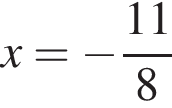 x = −11/8